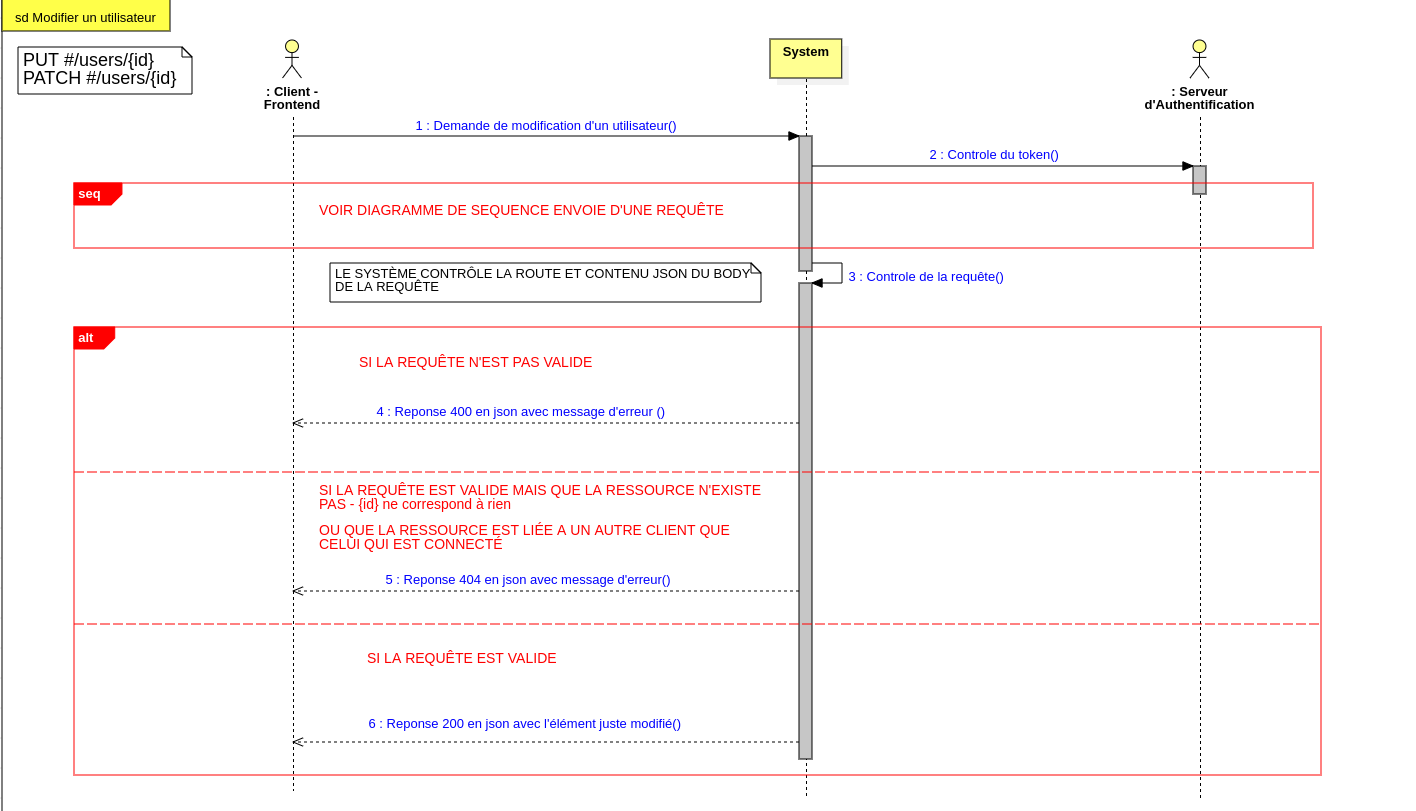 sd Modifier un utilisateur
PUT #/users/{id}
PATCH #/users/{id}
: Client -
Frontend
System
: Serveur
d'Authentification
1 : Demande de modification d'un utilisateur()
2 : Controle du token()
seq
VOIR DIAGRAMME DE SEQUENCE ENVOIE D'UNE REQUÊTE
LE SYSTÈME CONTRÔLE LA ROUTE ET CONTENU JSON DU BODY
DE LA REQUÊTE
3 : Controle de la requête()
alt
SI LA REQUÊTE N'EST PAS VALIDE
4 : Reponse 400 en json avec message d'erreur ()
SI LA REQUÊTE EST VALIDE MAIS QUE LA RESSOURCE N'EXISTE
PAS - {id} ne correspond à rien
OU QUE LA RESSOURCE EST LIÉE A UN AUTRE CLIENT QUE
CELUI QUI EST CONNECTÉ
5 : Reponse 404 en json avec message d'erreur()
SI LA REQUÊTE EST VALIDE
6 : Reponse 200 en json avec l'élément juste modifié()